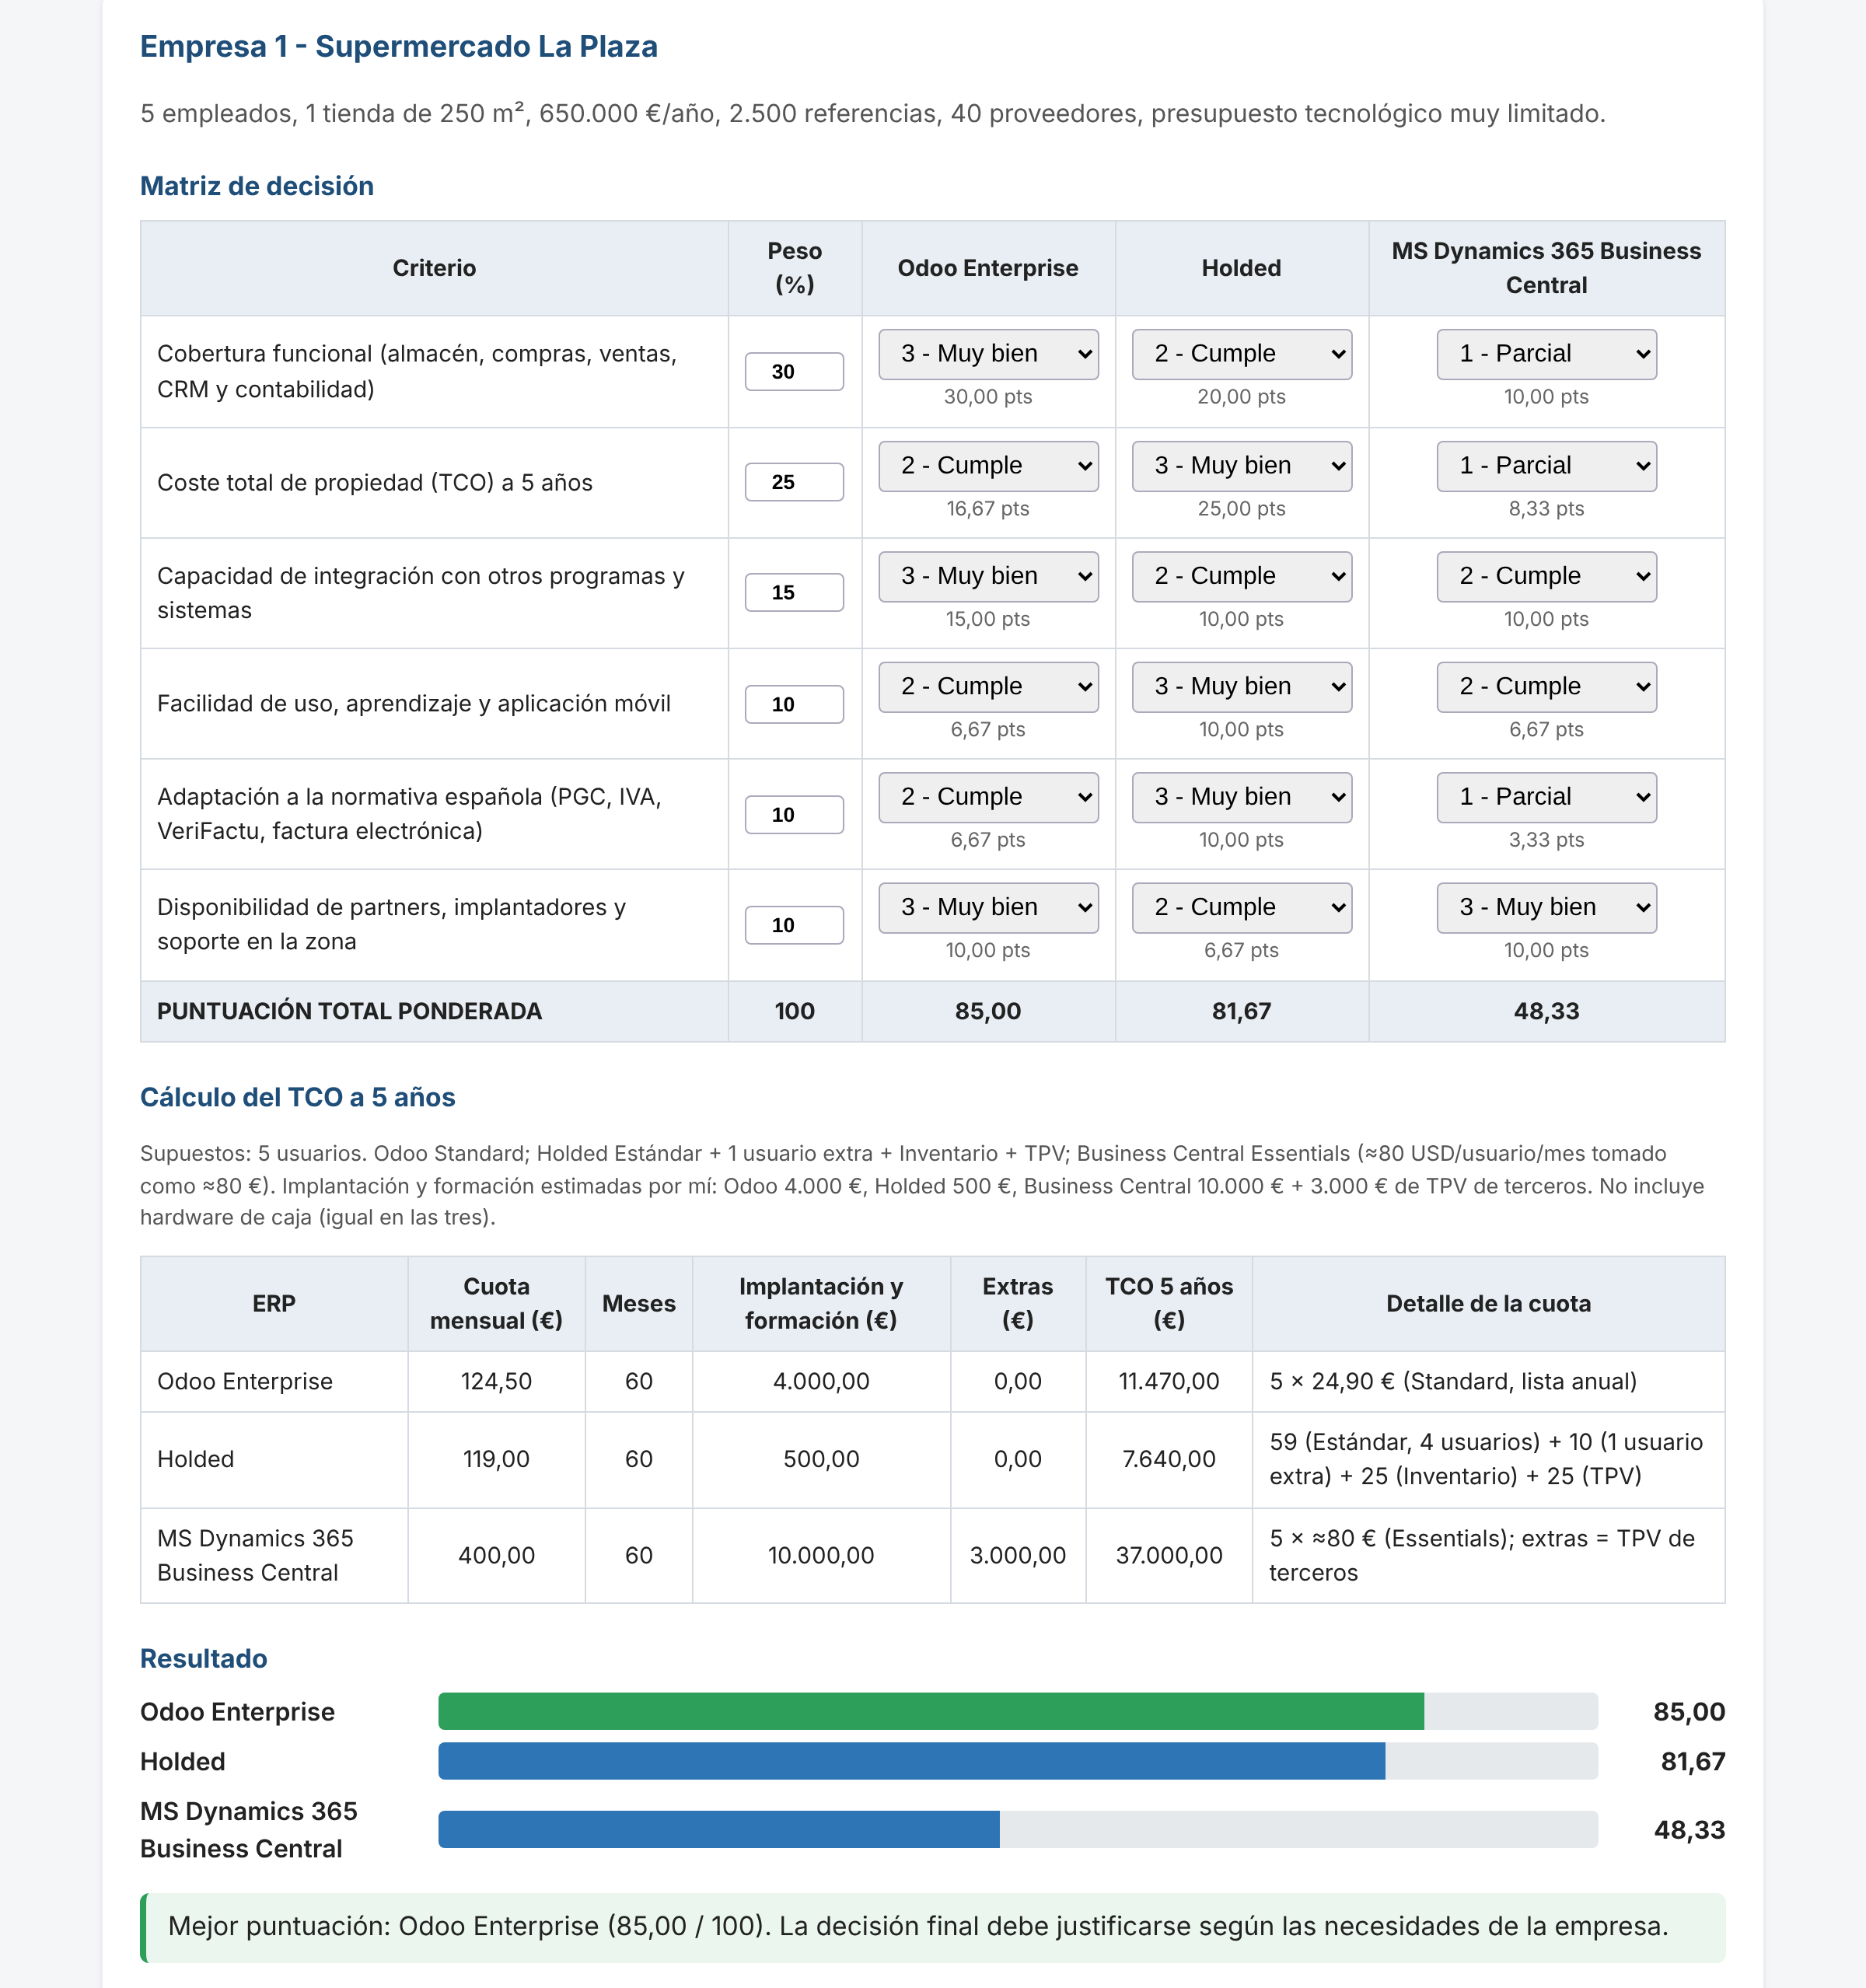 Empresa 1 - Supermercado La Plaza
5 empleados, 1 tienda de 250 m², 650.000 €/año, 2.500 referencias, 40 proveedores, presupuesto tecnológico muy limitado.
Matriz de decisión
Criterio
Peso
(%)
Odoo Enterprise
Holded
MS Dynamics 365 Business
Central
Cobertura funcional (almacén, compras, ventas,
CRM y contabilidad)
30
3 - Muy bien
30,00 pts
2 - Cumple
20,00 pts
1 - Parcial
10,00 pts
Coste total de propiedad (TCO) a 5 años
25
2 - Cumple
16,67 pts
3 - Muy bien
25,00 pts
1 - Parcial
8,33 pts
Capacidad de integración con otros programas y
sistemas
15
3 - Muy bien
15,00 pts
2 - Cumple
10,00 pts
2 - Cumple
10,00 pts
Facilidad de uso, aprendizaje y aplicación móvil
10
2 - Cumple
6,67 pts
3 - Muy bien
10,00 pts
2 - Cumple
6,67 pts
Adaptación a la normativa española (PGC, IVA,
VeriFactu, factura electrónica)
10
2 - Cumple
6,67 pts
3 - Muy bien
10,00 pts
1 - Parcial
3,33 pts
Disponibilidad de partners, implantadores y
soporte en la zona
10
3 - Muy bien
10,00 pts
2 - Cumple
6,67 pts
3 - Muy bien
10,00 pts
PUNTUACIÓN TOTAL PONDERADA
100
85,00
81,67
48,33
Cálculo del TCO a 5 años
Supuestos: 5 usuarios. Odoo Standard; Holded Estándar + 1 usuario extra + Inventario + TPV; Business Central Essentials (≈80 USD/usuario/mes tomado
como ≈80 €). Implantación y formación estimadas por mí: Odoo 4.000 €, Holded 500 €, Business Central 10.000 € + 3.000 € de TPV de terceros. No incluye
hardware de caja (igual en las tres).
ERP
Cuota
mensual (€)
Meses
Implantación y
formación (€)
Extras
(€)
TCO 5 años
(€)
Detalle de la cuota
Odoo Enterprise
124,50
60
4.000,00
0,00
11.470,00
5 × 24,90 € (Standard, lista anual)
Holded
119,00
60
500,00
0,00
7.640,00
59 (Estándar, 4 usuarios) + 10 (1 usuario
extra) + 25 (Inventario) + 25 (TPV)
MS Dynamics 365
Business Central
400,00
60
10.000,00
3.000,00
37.000,00
5 × ≈80 € (Essentials); extras = TPV de
terceros
Resultado
Odoo Enterprise
85,00
Holded
81,67
MS Dynamics 365
Business Central
48,33
Mejor puntuación: Odoo Enterprise (85,00 / 100). La decisión final debe justificarse según las necesidades de la empresa.